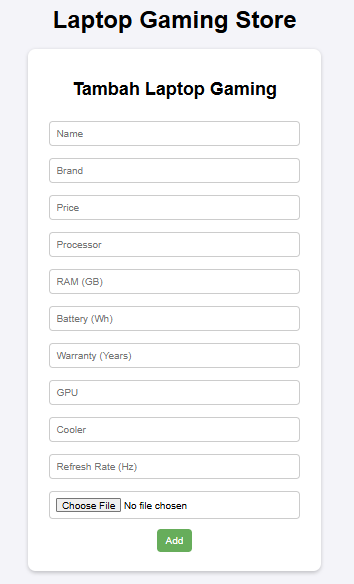 Laptop Gaming Store
Tambah Laptop Gaming
Name
Brand
Price
Processor
RAM (GB)
Battery (Wh)
Warranty (Years)
GPU
Cooler
Refresh Rate (Hz)
Choose File No file chosen
Add